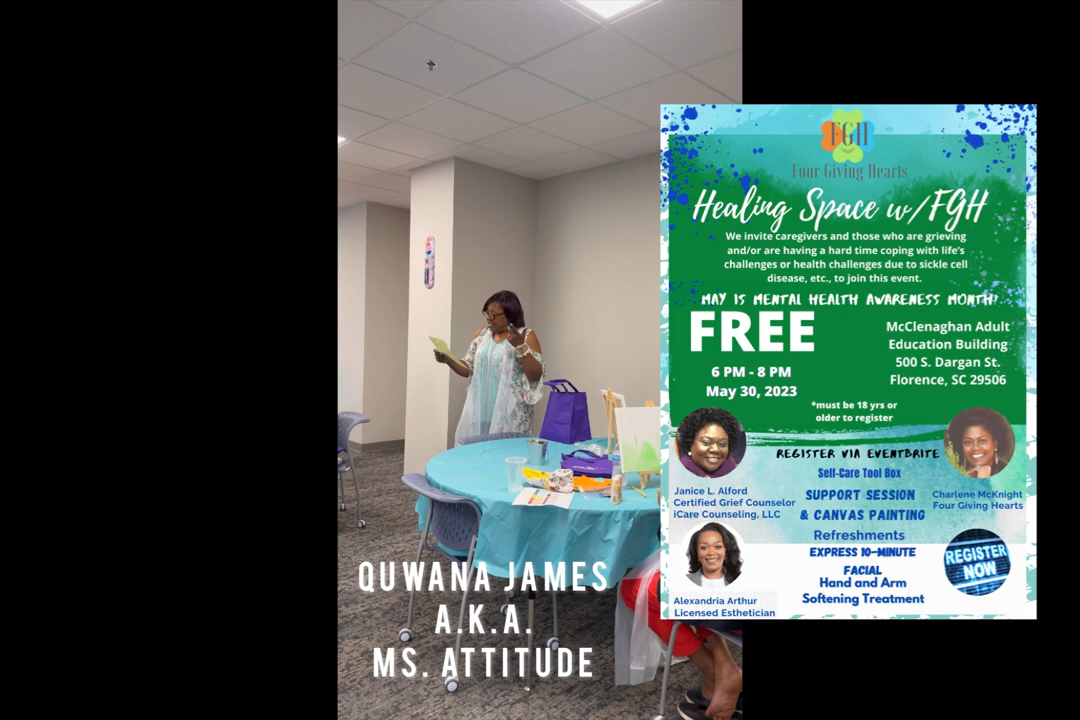 QUWANA JAMES
A.K.A.
MS. ATTITUDE
FGH
Four Giving Hearts
Healing Space w/FGH
We invite caregivers and those who are grieving
and/or are having a hard time coping with life's
challenges or health challenges due to sickle cell
disease, etc., to join this event.
MAY IS MENTAL HEALTH AWARENESS MONTH!
FREE
6 PM - 8 PM
May 30, 2023
McClenaghan Adult
Education Building
500 S. Dargan St.
Florence, SC 29506
*must be 18 yrs or
older to register
REGISTER VIA EVENTBRITE
Self-Care Tool Box
SUPPORT SESSION
& CANVAS PAINTING
Refreshments
EXPRESS 10-MINUTE
FACIAL
Hand and Arm
Softening Treatment
Janice L. Alford
Certified Grief Counselor
iCare Counseling, LLC
Charlene McKnight
Four Giving Hearts
Alexandria Arthur
Licensed Esthetician
REGISTER
NOW